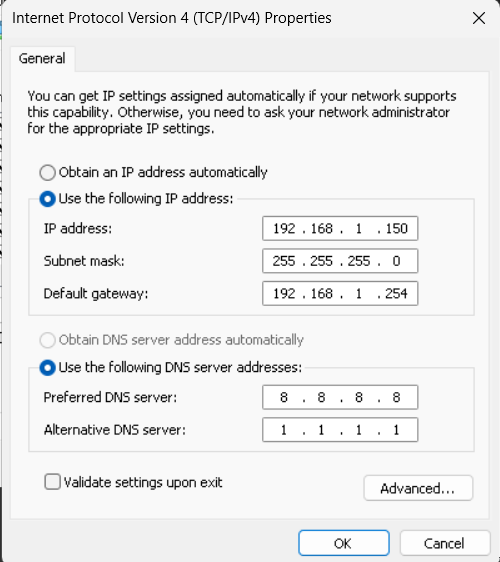 Internet Protocol Version 4 (TCP/IPv4) Properties
General
You can get IP settings assigned automatically if your network supports
this capability. Otherwise, you need to ask your network administrator
for the appropriate IP settings.
Obtain an IP address automatically
Use the following IP address:
IP address: 192 . 168 . 1 . 150
Subnet mask: 255 . 255 . 255 . 0
Default gateway: 192 . 168 . 1 . 254
Obtain DNS server address automatically
Use the following DNS server addresses:
Preferred DNS server: 8 . 8 . 8 . 8
Alternative DNS server: 1 . 1 . 1 . 1
Validate settings upon exit
Advanced...
OK Cancel